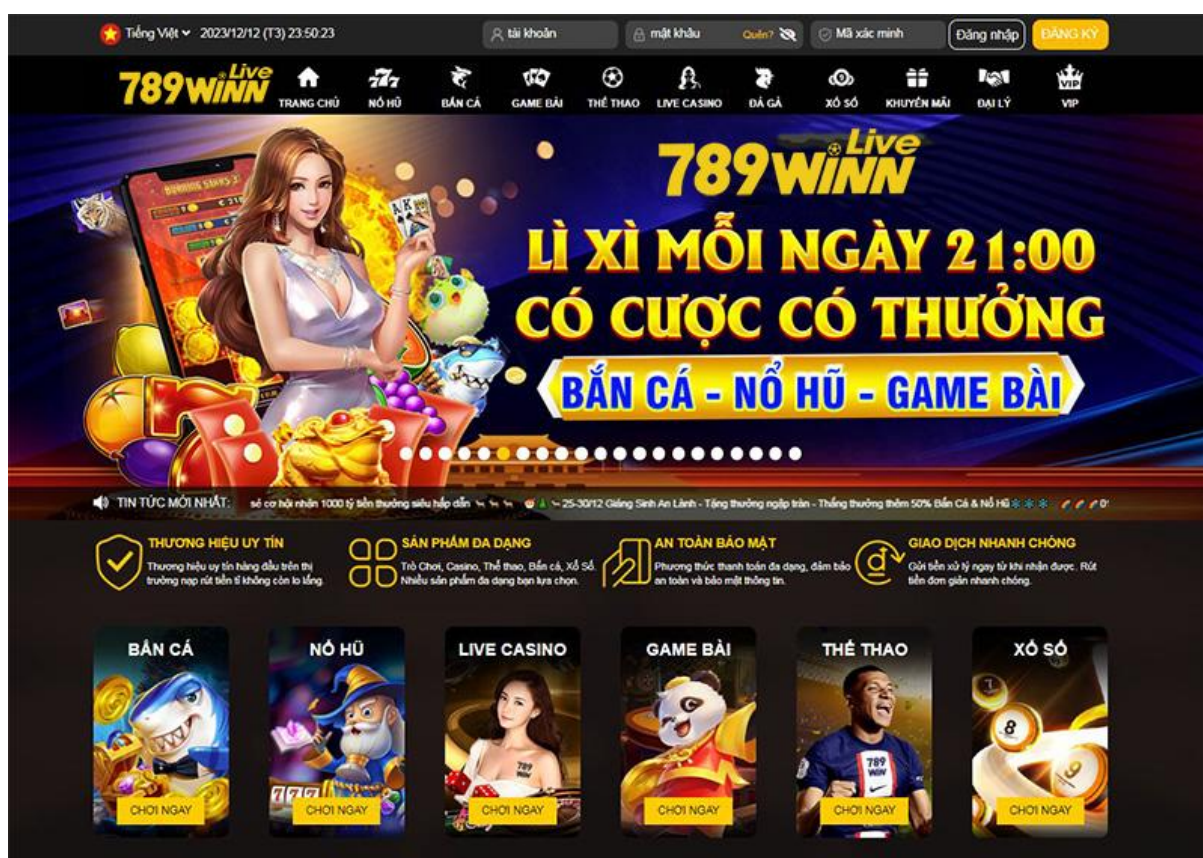 Tiếng Việt 2023/12/12 (T3) 23:50:23 tài khoản mật khẩu Quên? Mã xác minh Đăng nhập ĐĂNG KÝ
789WINN Live
TRANG CHỦ NỔ HŨ BẮN CÁ GAME BÀI THỂ THAO LIVE CASINO ĐÁ GÀ XỔ SỐ KHUYẾN MÃI ĐẠI LÝ VIP
789WINN Live
LÌ XÌ MỖI NGÀY 21:00
CÓ CƯỢC CÓ THƯỞNG
BẮN CÁ - NỔ HŨ - GAME BÀI
TIN TỨC MỚI NHẤT: sẻ cơ hội nhận 1000 tỷ tiền thưởng siêu hấp dẫn 25-30/12 Giáng Sinh An Lành - Tặng thưởng ngập tràn - Thắng thưởng thêm 50% Bắn Cá & Nổ Hũ
THƯƠNG HIỆU UY TÍN
Thương hiệu uy tín hàng đầu trên thị
trường nạp rút tiền tỉ không còn lo lắng.
SẢN PHẨM ĐA DẠNG
Trò Chơi, Casino, Thể thao, Bắn cá, Xổ Số.
Nhiều sản phẩm đa dạng bạn lựa chọn.
AN TOÀN BẢO MẬT
Phương thức thanh toán đa dạng, đảm bảo
an toàn và bảo mật thông tin.
GIAO DỊCH NHANH CHÓNG
Gửi tiền xử lý ngay từ khi nhận được. Rút
tiền đơn giản nhanh chóng.
BẮN CÁ NỔ HŨ LIVE CASINO GAME BÀI THỂ THAO XỔ SỐ
789
WIN
789
WIN
CHƠI NGAY CHƠI NGAY CHƠI NGAY CHƠI NGAY CHƠI NGAY CHƠI NGAY